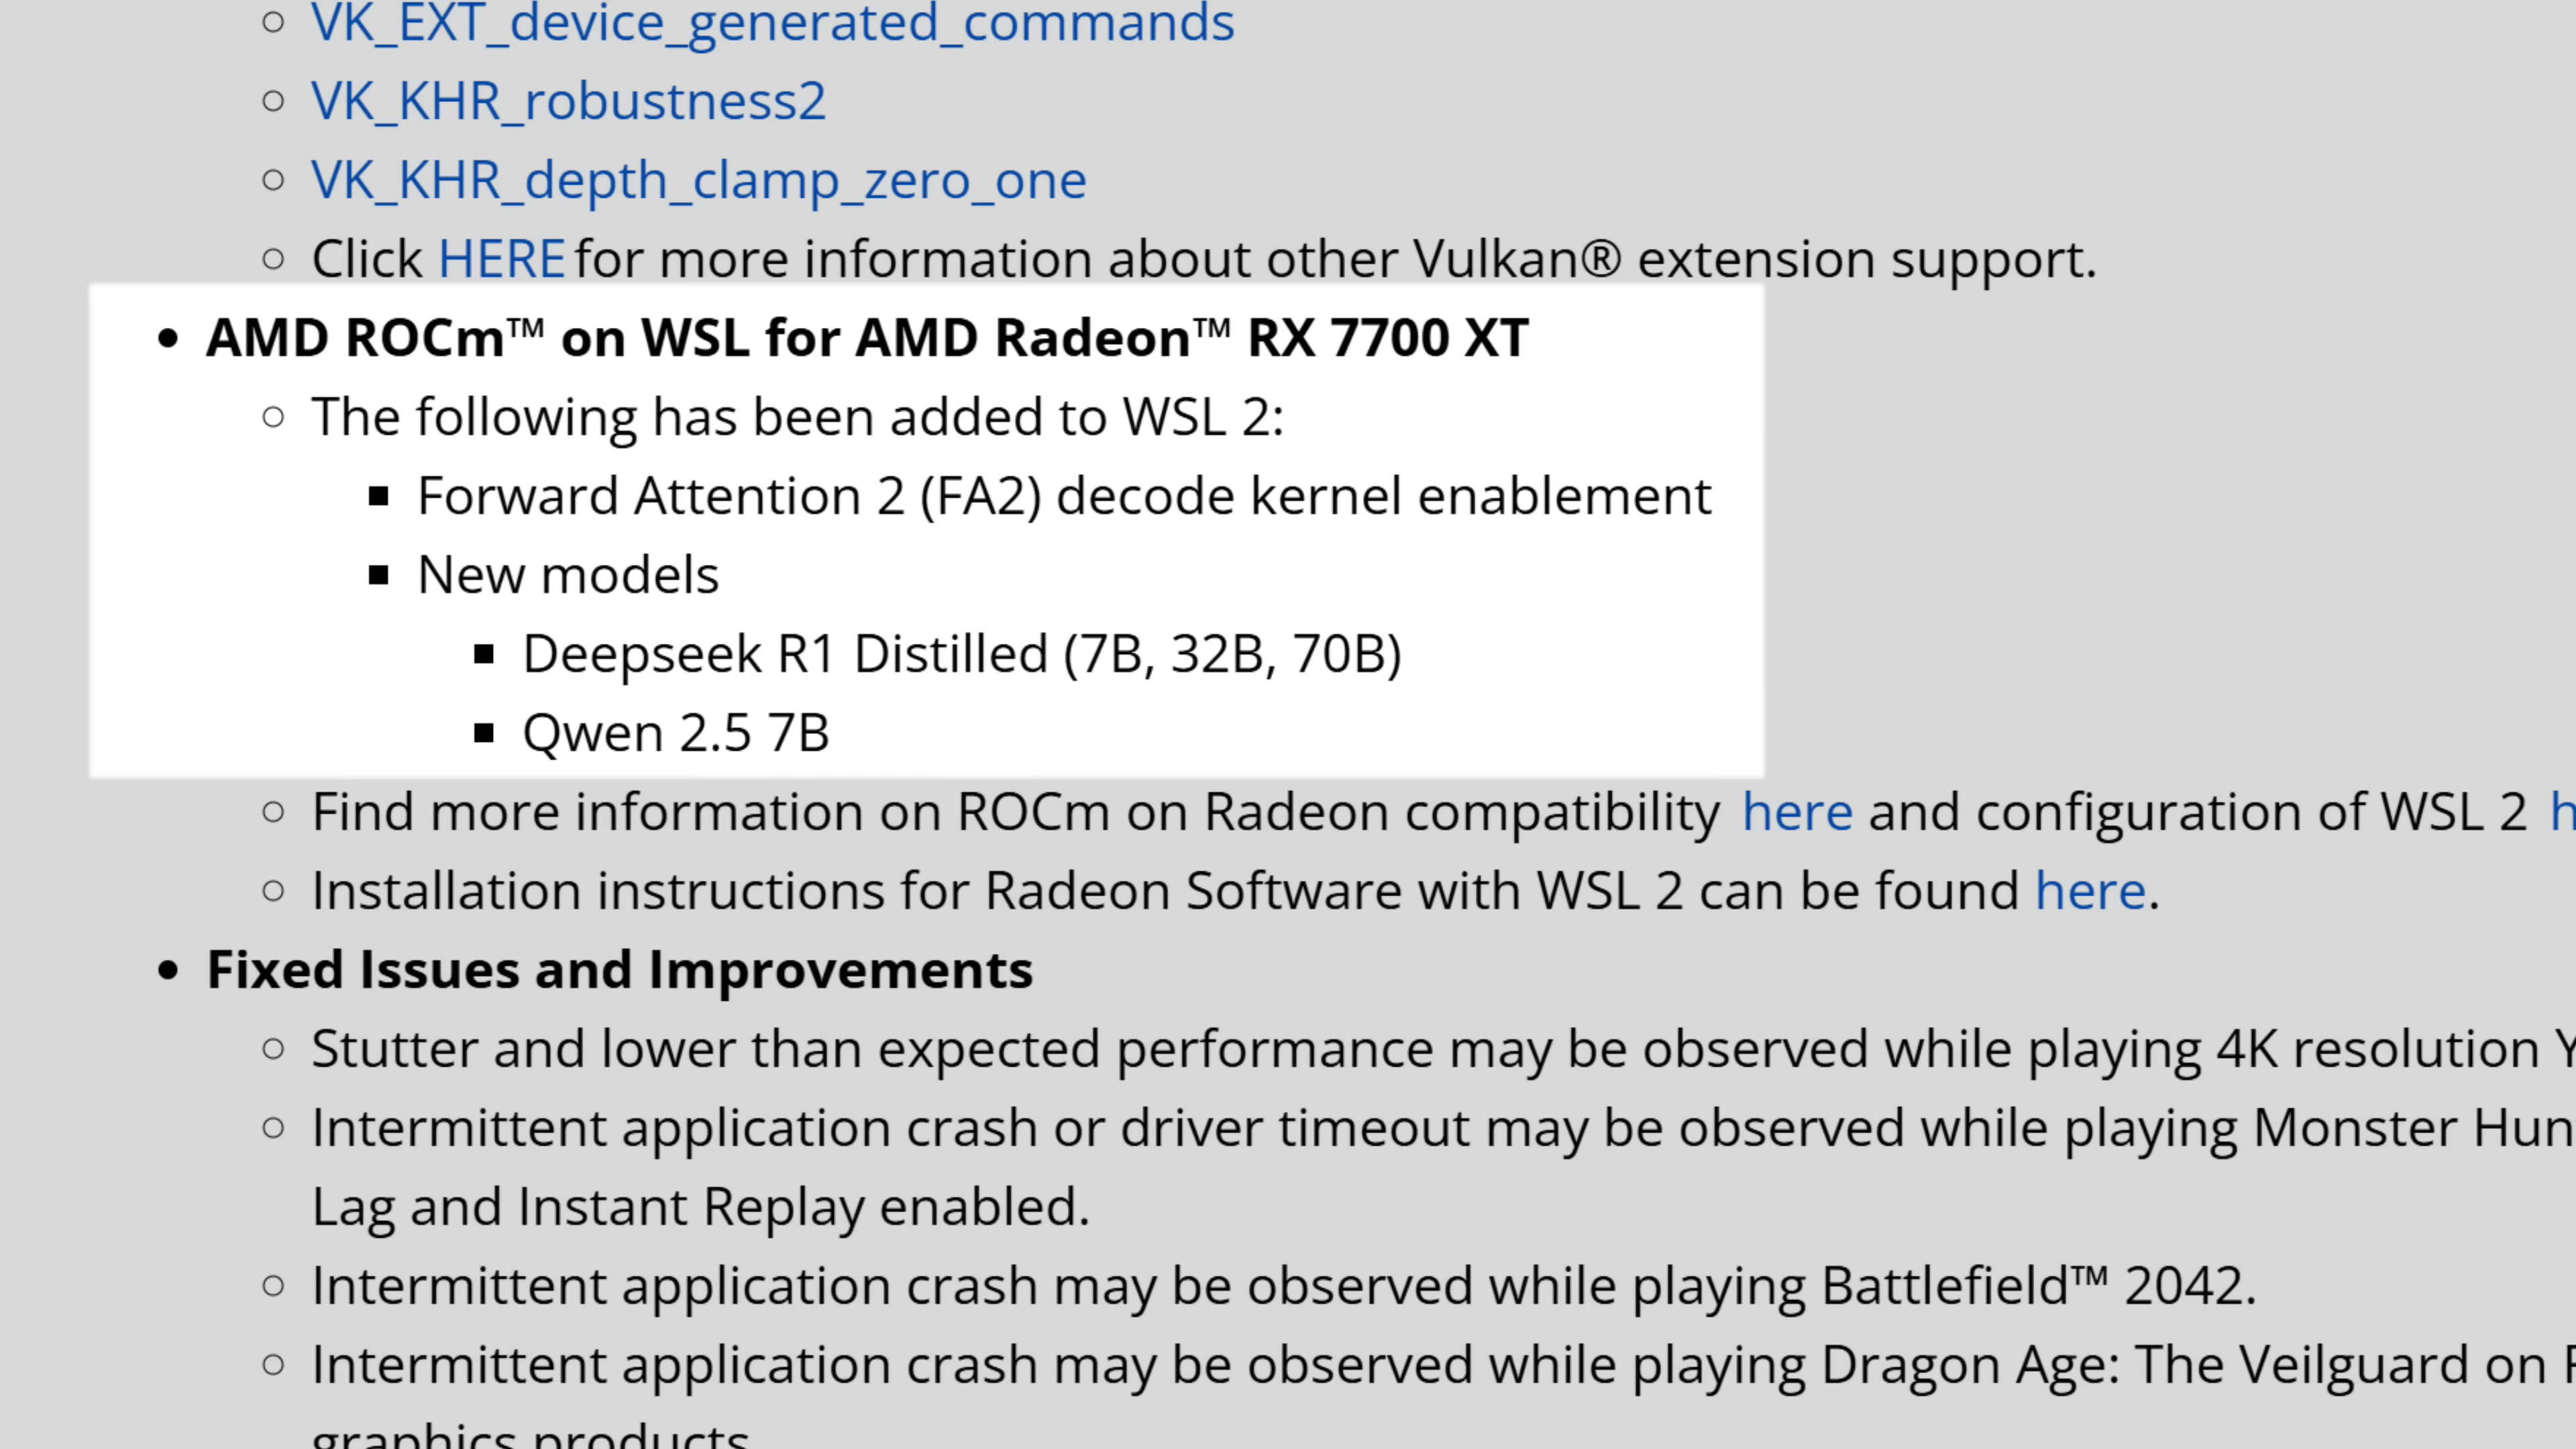 VK_EXT_device_generated_commands
VK_KHR_robustness2
VK_KHR_depth_clamp_zero_one
Click HERE for more information about other Vulkan® extension support.
AMD ROCm™ on WSL for AMD Radeon™ RX 7700 XT
The following has been added to WSL 2:
Forward Attention 2 (FA2) decode kernel enablement
New models
Deepseek R1 Distilled (7B, 32B, 70B)
Qwen 2.5 7B
Find more information on ROCm on Radeon compatibility here and configuration of WSL 2
Installation instructions for Radeon Software with WSL 2 can be found here.
Fixed Issues and Improvements
Stutter and lower than expected performance may be observed while playing 4K resolution
Intermittent application crash or driver timeout may be observed while playing Monster
Lag and Instant Replay enabled.
Intermittent application crash may be observed while playing Battlefield™ 2042.
Intermittent application crash may be observed while playing Dragon Age: The Veilguard on
graphics products.